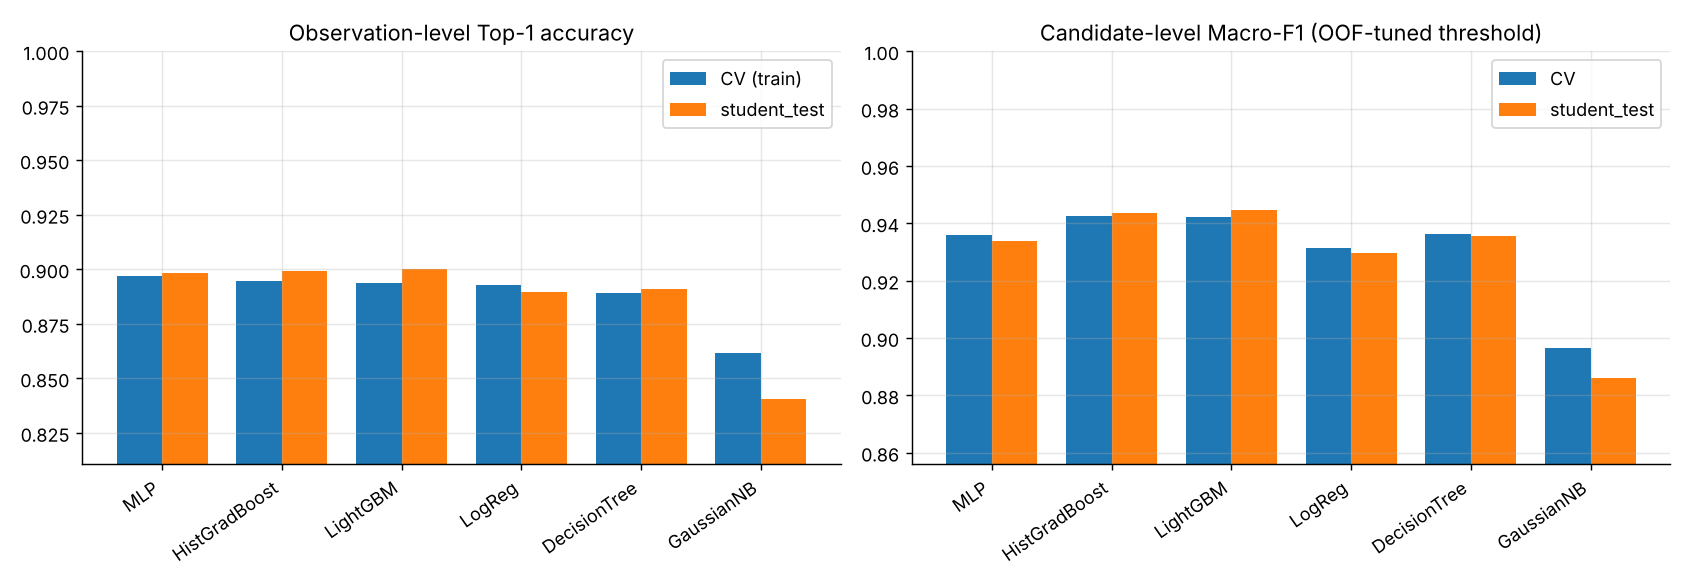 Observation-level Top-1 accuracy
1.000
0.975
0.950
0.925
0.900
0.875
0.850
0.825
CV (train)
student_test
MLP
HistGradBoost
LightGBM
LogReg
DecisionTree
GaussianNB
Candidate-level Macro-F1 (OOF-tuned threshold)
1.00
0.98
0.96
0.94
0.92
0.90
0.88
0.86
CV
student_test
MLP
HistGradBoost
LightGBM
LogReg
DecisionTree
GaussianNB